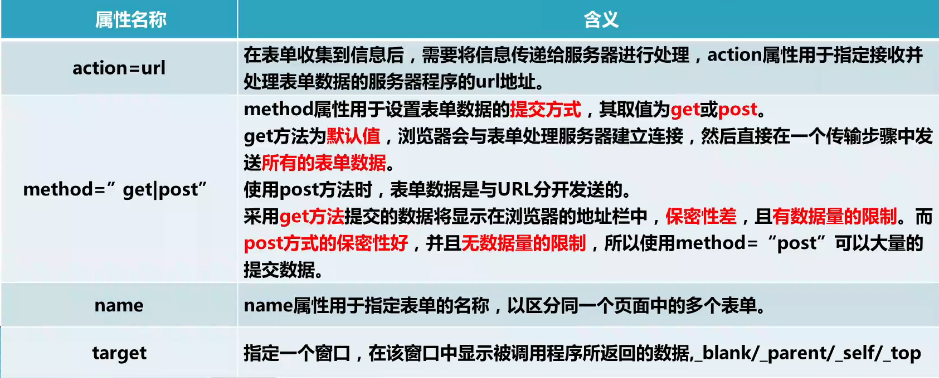 属性名称 含义
action=url
在表单收集到信息后，需要将信息传递给服务器进行处理，action属性用于指定接收并
处理表单数据的服务器程序的url地址。
method=” get|post”
method属性用于设置表单数据的提交方式，其取值为get或post。
get方法为默认值，浏览器会与表单处理服务器建立连接，然后直接在一个传输步骤中发
送所有的表单数据。
使用post方法时，表单数据是与URL分开发送的。
采用get方法提交的数据将显示在浏览器的地址栏中，保密性差，且有数据量的限制。而
post方式的保密性好，并且无数据量的限制，所以使用method=“post”可以大量的
提交数据。
name
name属性用于指定表单的名称，以区分同一个页面中的多个表单。
target
指定一个窗口，在该窗口中显示被调用程序所返回的数据,_blank/_parent/_self/_top